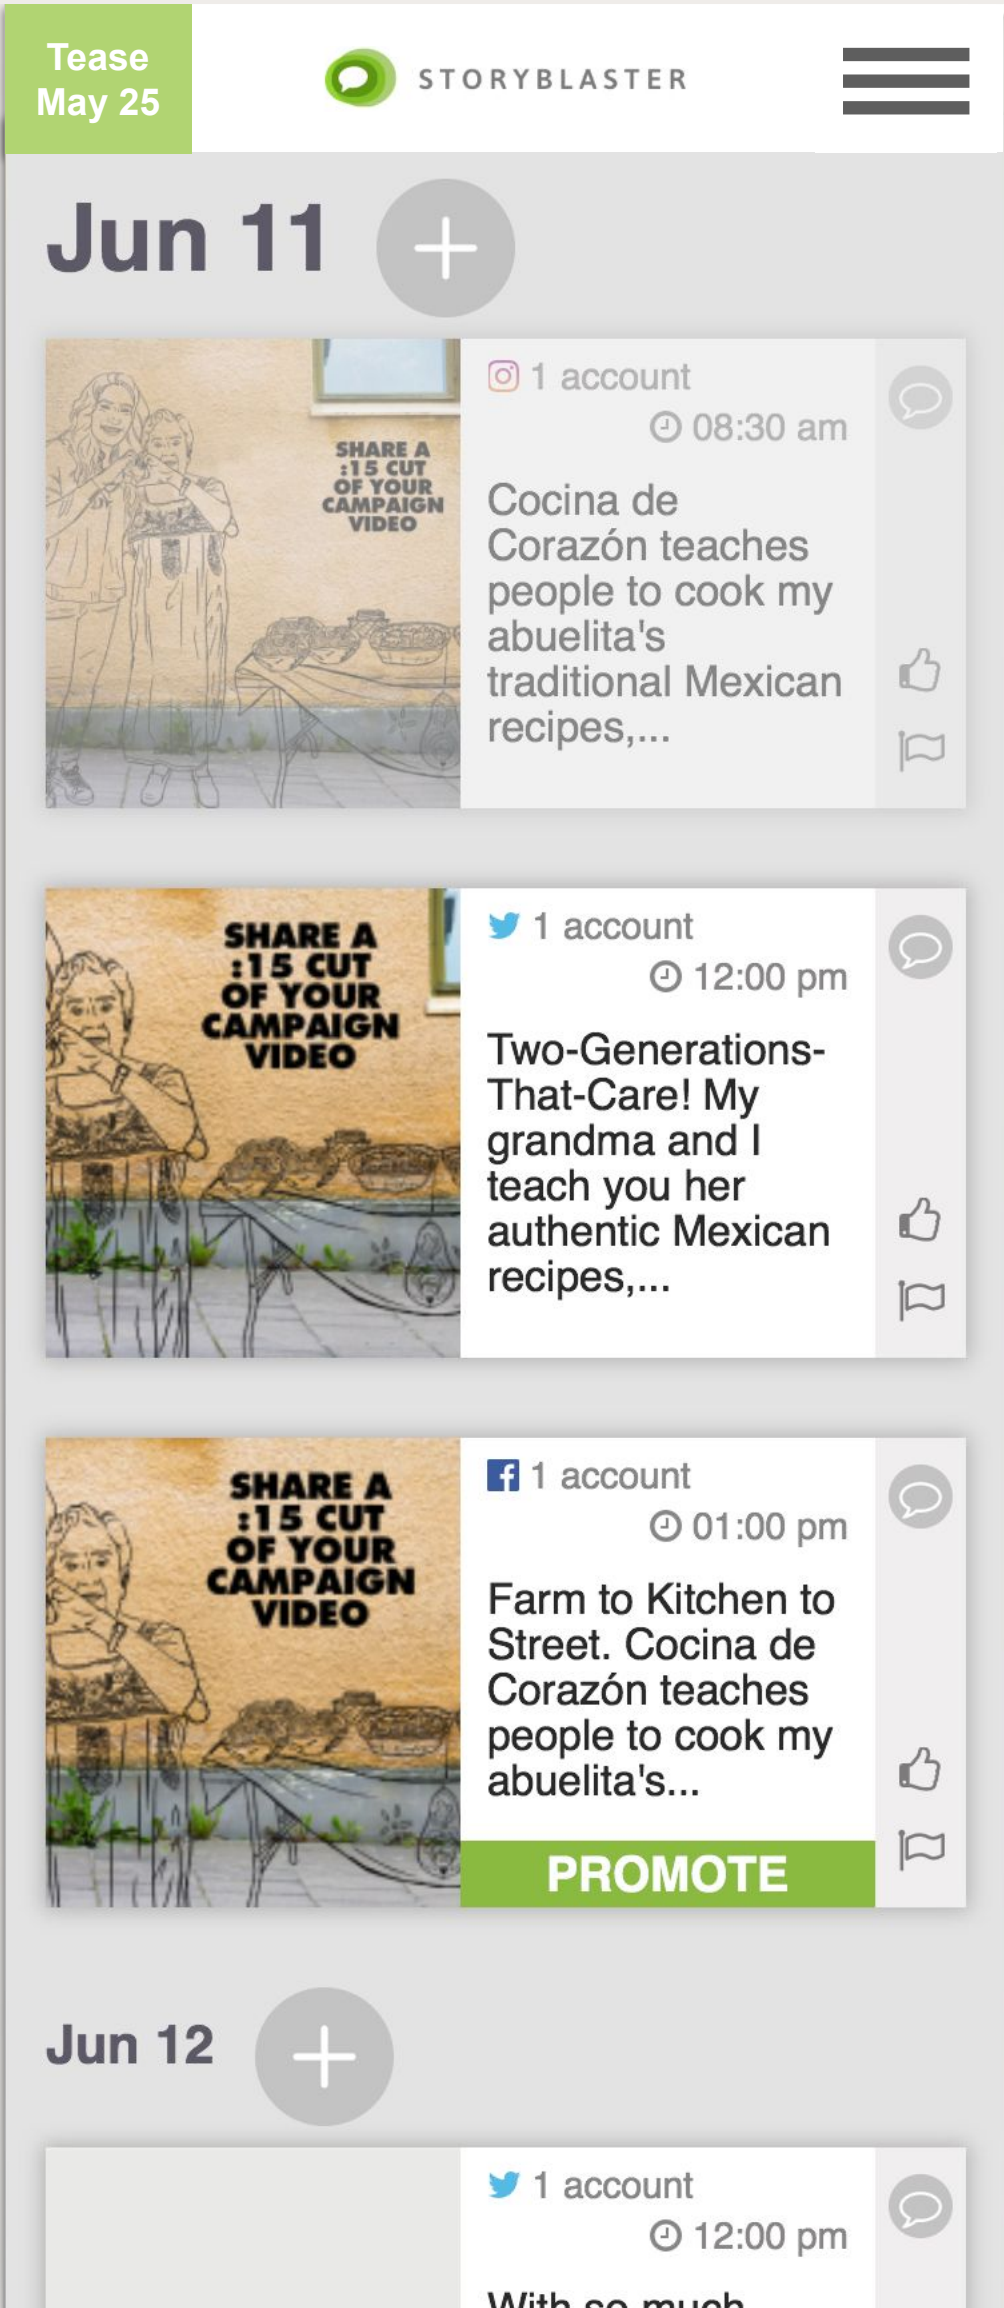 Tease
May 25
STORYBLASTER
Jun 11
1 account
08:30 am
SHARE A
:15 CUT
OF YOUR
CAMPAIGN
VIDEO
Cocina de
Corazón teaches
people to cook my
abuelita's
traditional Mexican
recipes,...
1 account
12:00 pm
SHARE A
:15 CUT
OF YOUR
CAMPAIGN
VIDEO
Two-Generations-
That-Care! My
grandma and I
teach you her
authentic Mexican
recipes,...
1 account
01:00 pm
SHARE A
:15 CUT
OF YOUR
CAMPAIGN
VIDEO
Farm to Kitchen to
Street. Cocina de
Corazón teaches
people to cook my
abuelita's...
PROMOTE
Jun 12
1 account
12:00 pm
With so much